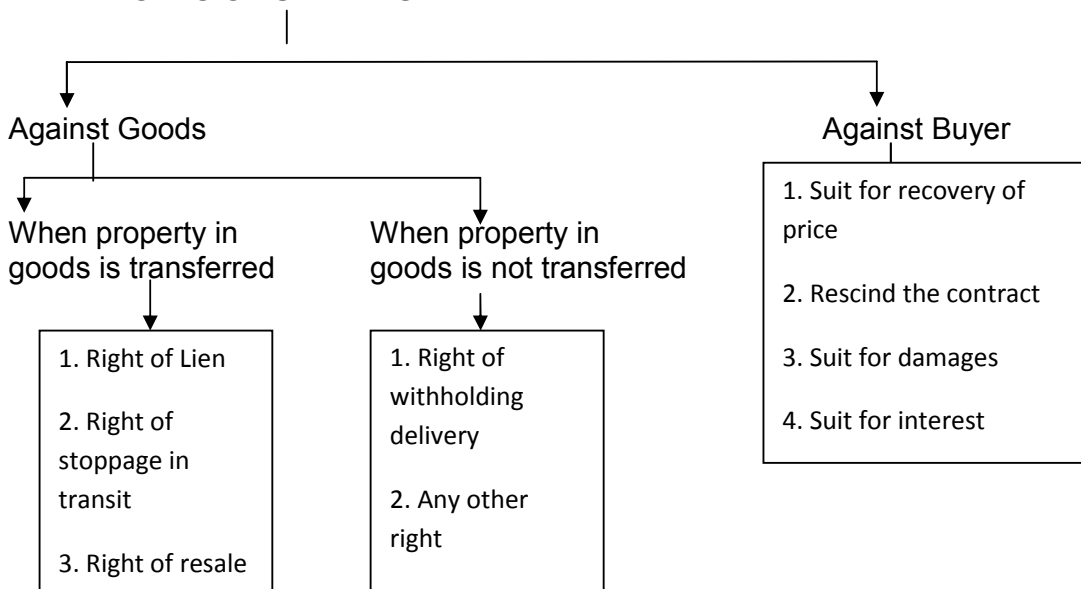 Against Goods
Against Buyer
When property in
goods is transferred
When property in
goods is not transferred
1. Right of Lien
2. Right of
stoppage in
transit
3. Right of resale
1. Right of
withholding
delivery
2. Any other
right
1. Suit for recovery of
price
2. Rescind the contract
3. Suit for damages
4. Suit for interest